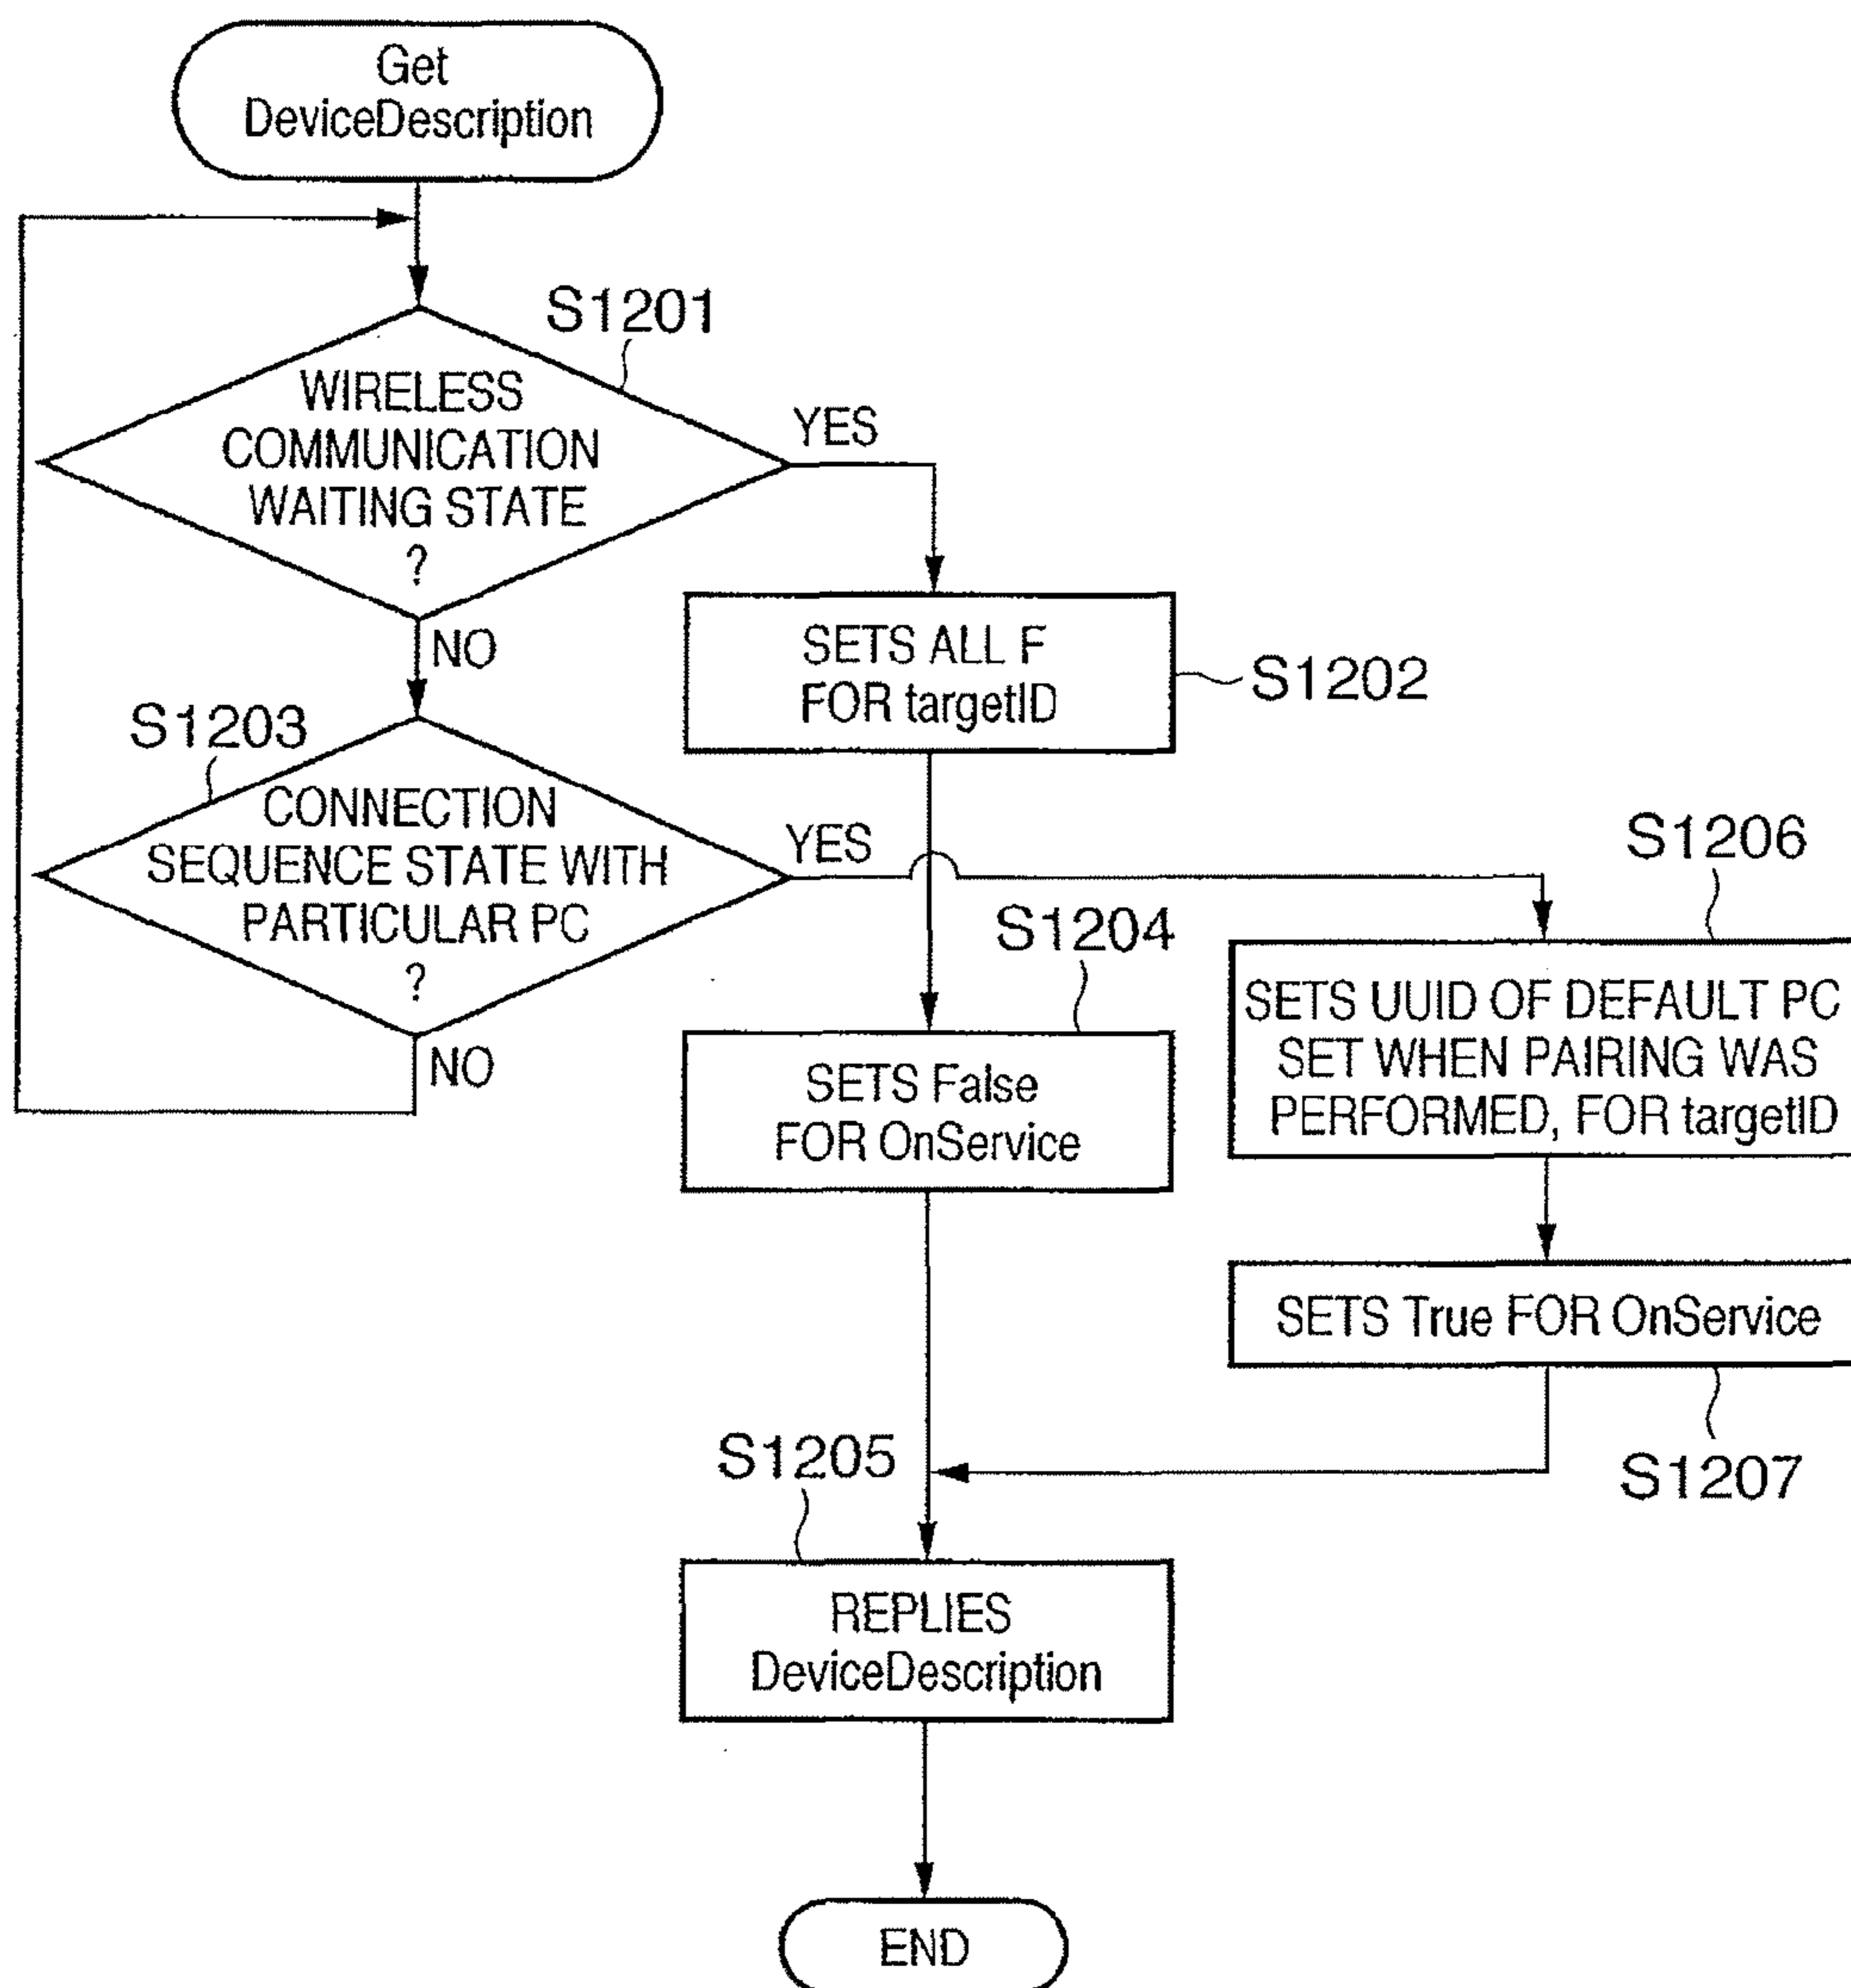 Get
DeviceDescription
S1201
WIRELESS
COMMUNICATION
WAITING STATE
?
YES
NO
SETS ALL F
FOR targetID
S1202
S1203
CONNECTION
SEQUENCE STATE WITH
PARTICULAR PC
?
YES
NO
S1204
SETS False
FOR OnService
S1206
SETS UUID OF DEFAULT PC
SET WHEN PAIRING WAS
PERFORMED, FOR targetID
SETS True FOR OnService
S1207
S1205
REPLIES
DeviceDescription
END